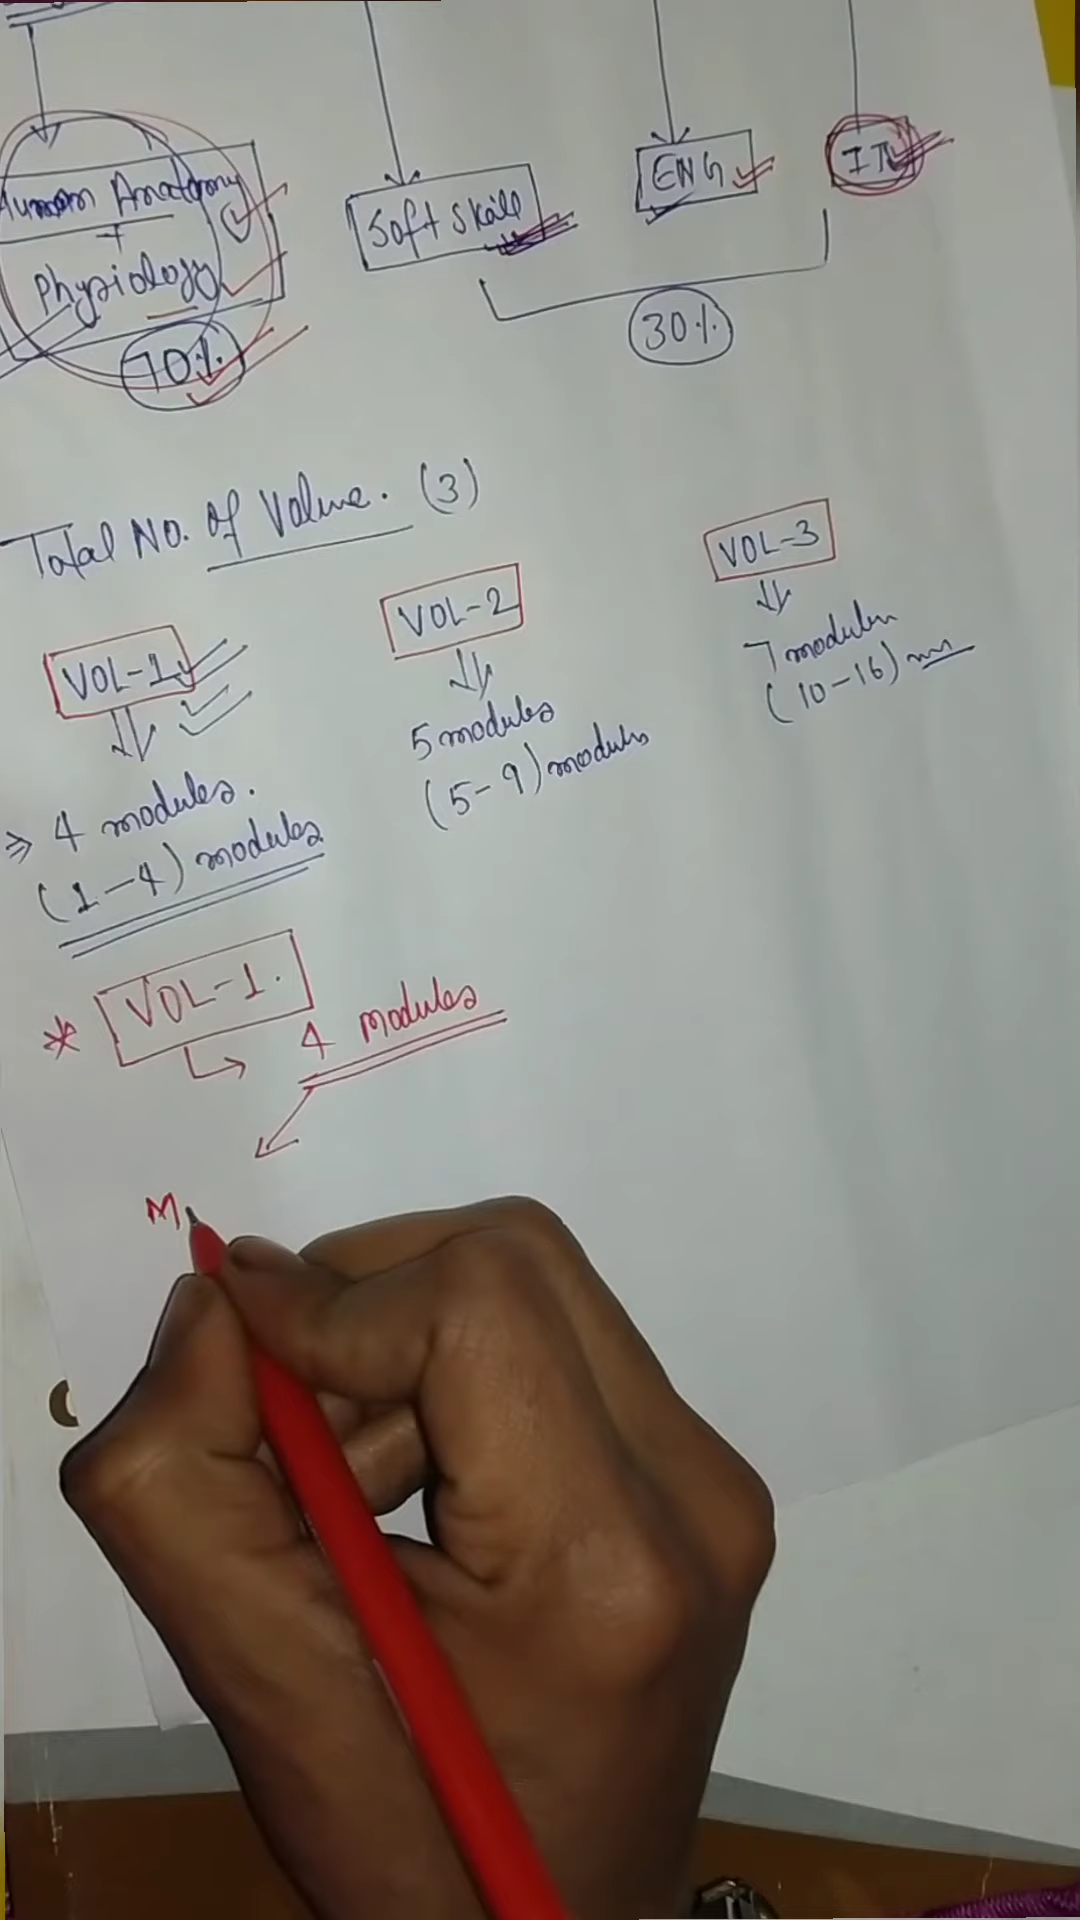 Human Anatomy
+
Physiology
70%
Soft Skill
ENG
IT
30%
Total No. of Volume. (3)
VOL-1
4 modules.
(1-4) modules
VOL-2
5 modules
(5-9) modules
VOL-3
7 modules
(10-16)
* VOL-1.
4 modules
M